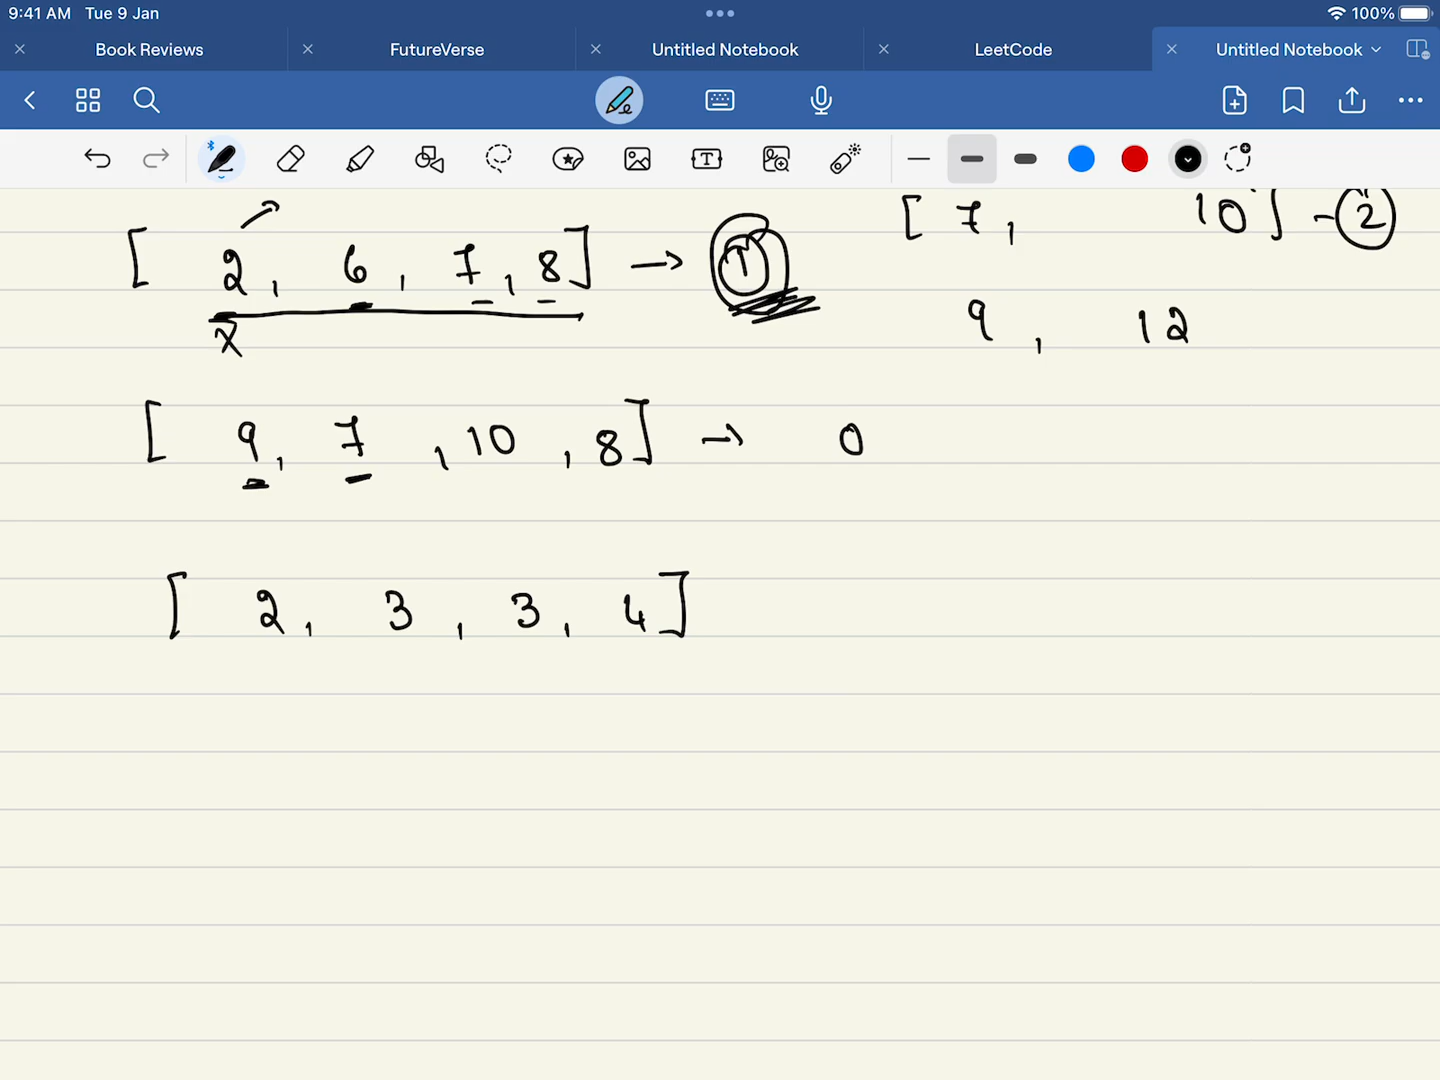 9:41 AM Tue 9 Jan 100%
Book Reviews FutureVerse Untitled Notebook LeetCode Untitled Notebook
[ 7, 10] - 2
[ 2, 6, 7, 8] → 1
x
9, 12
[ 9, 7, 10, 8] → 0
[ 2, 3, 3, 4]